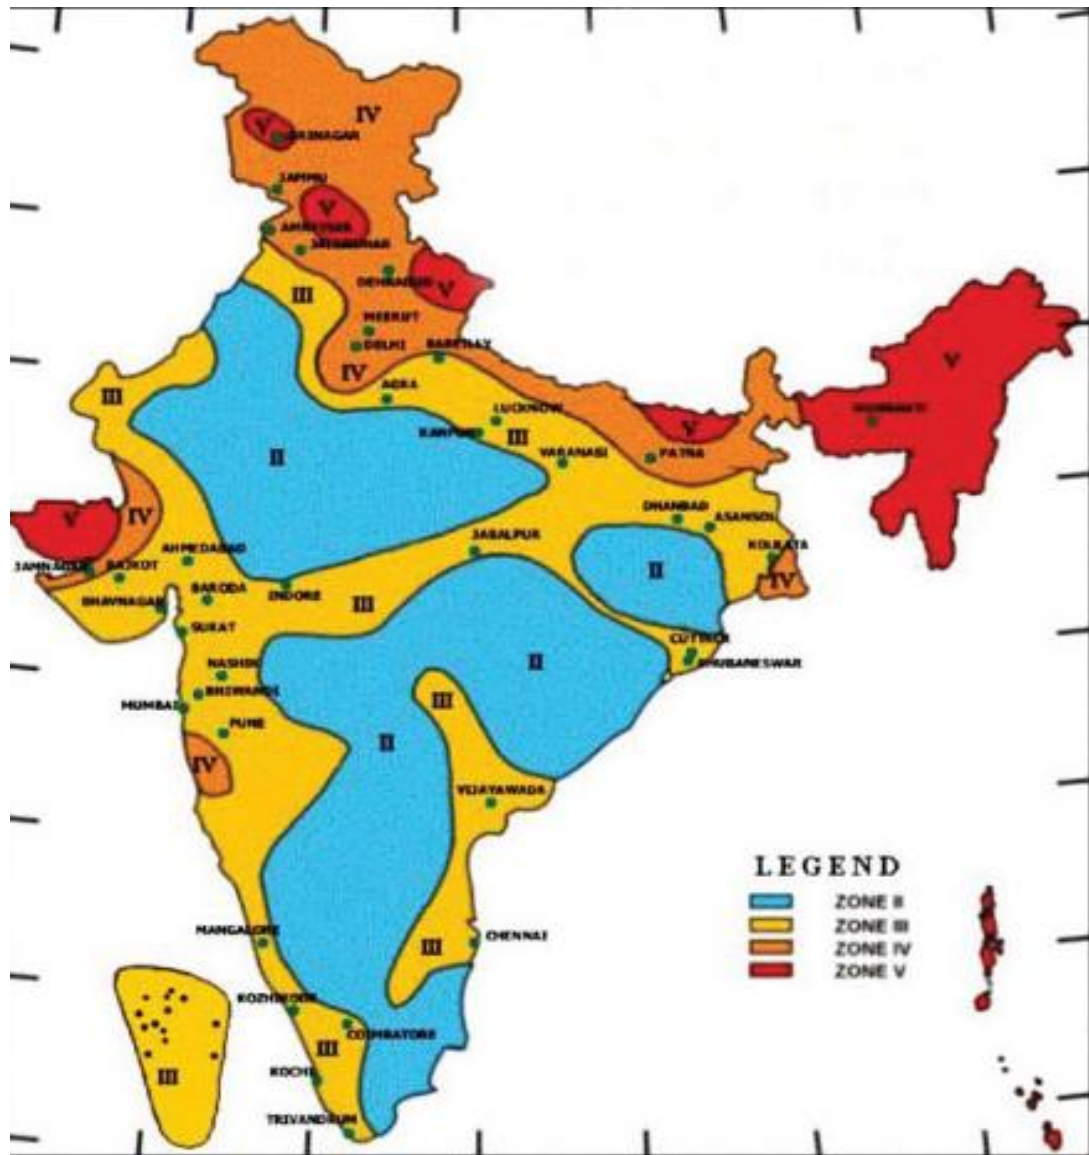 IV
V
SRINAGAR
JAMMU
V
AMRITSAR
JALANDHAR
DEHRADUN
V
III
MEERUT
DELHI
BAREILLY
IV
V
III
AGRA
LUCKNOW
KANPUR
III
V
II
VARANASI
PATNA
DHANBAD
ASANSOL
V
IV
JABALPUR
KOLKATA
AHMEDABAD
JAMNAGAR
RAJKOT
II
IV
BARODA
INDORE
BHAVNAGAR
III
SURAT
CUTTACK
BHUBANESWAR
NASHIK
II
BHIWANDI
MUMBAI
III
PUNE
II
IV
VIJAYAWADA
LEGEND
ZONE II
ZONE III
ZONE IV
ZONE V
MANGALORE
CHENNAI
III
KOZHIKODE
COIMBATORE
III
KOCHI
III
TRIVANDRUM